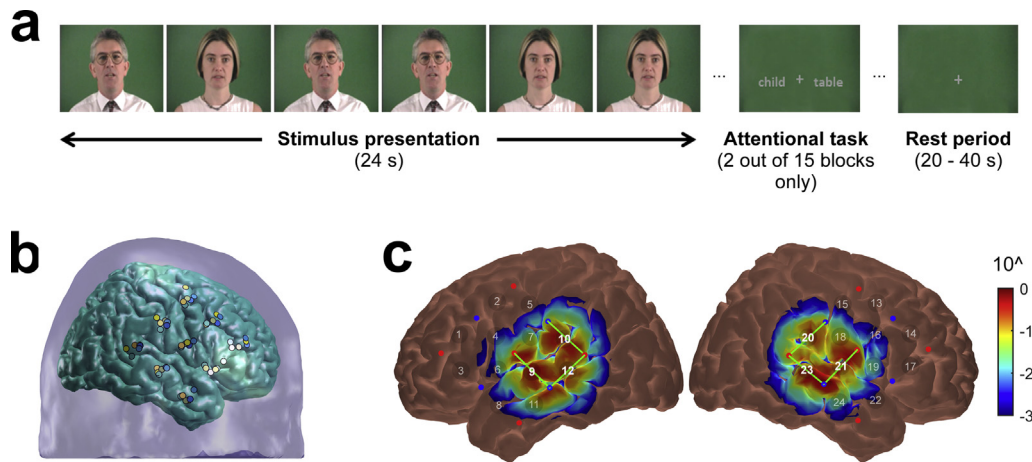 a
... child + table ... +
Stimulus presentation Attentional task Rest period
(24 s) (2 out of 15 blocks (20 - 40 s)
only)
b
c
10^
2 5 15 13
1 4 7 10 20 18 16 14
3 6 9 12 23 21 19 17
8 11 24 22
0
-1
-2
-3